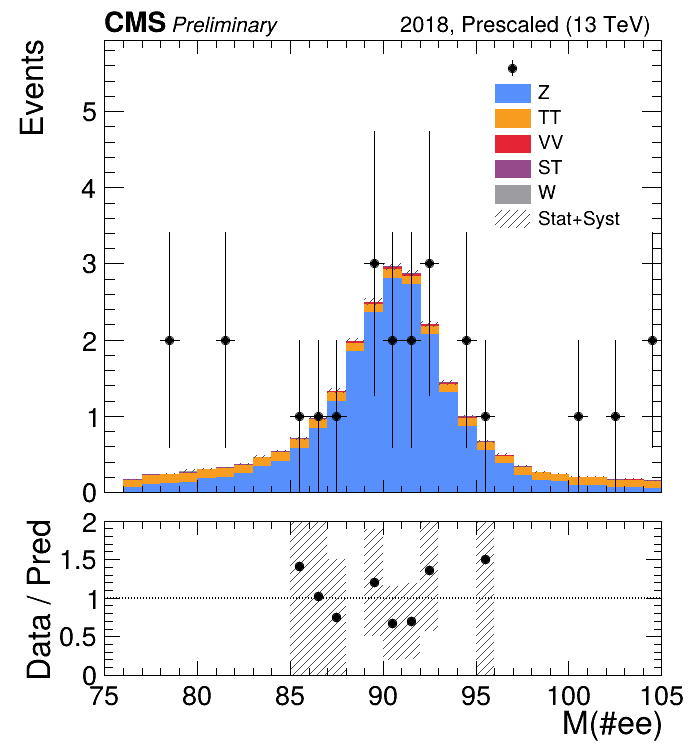 CMS Preliminary 2018, Prescaled (13 TeV)
Events
5
4
3
2
1
0
Z
TT
VV
ST
W
Stat+Syst
Data / Pred
2
1.5
1
0.5
0
75 80 85 90 95 100 105
M(#ee)